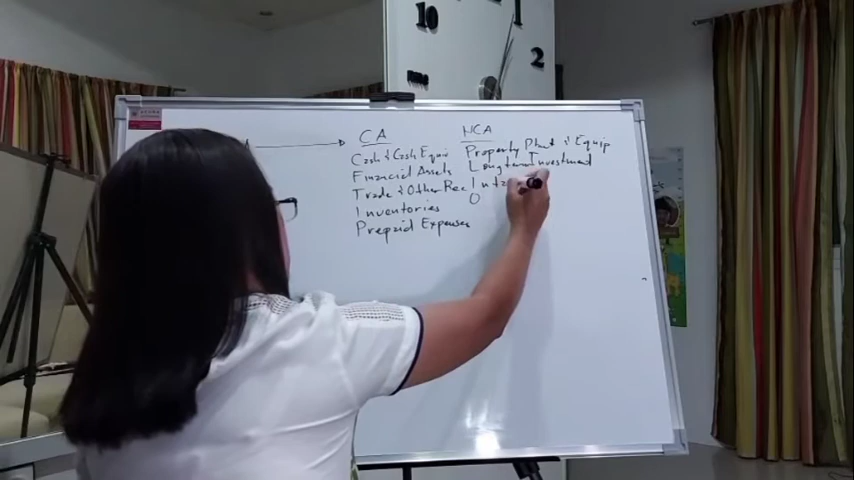 10
2
CA
Cash & Cash Equi
Financial Assets
Trade & Other Rec
Inventories
Prepaid Expenses
NCA
Property Plant & Equip
Long term Investment
Inta
O